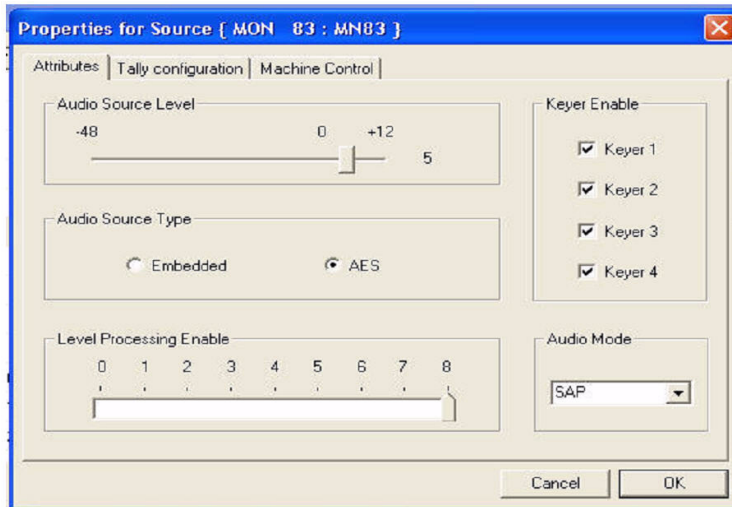 Properties for Source { MON 83 : MN83 }
Attributes
Tally configuration
Machine Control
Audio Source Level
-48 0 +12
5
Audio Source Type
Embedded
AES
Level Processing Enable
0 1 2 3 4 5 6 7 8
Keyer Enable
Keyer 1
Keyer 2
Keyer 3
Keyer 4
Audio Mode
SAP
Cancel
OK